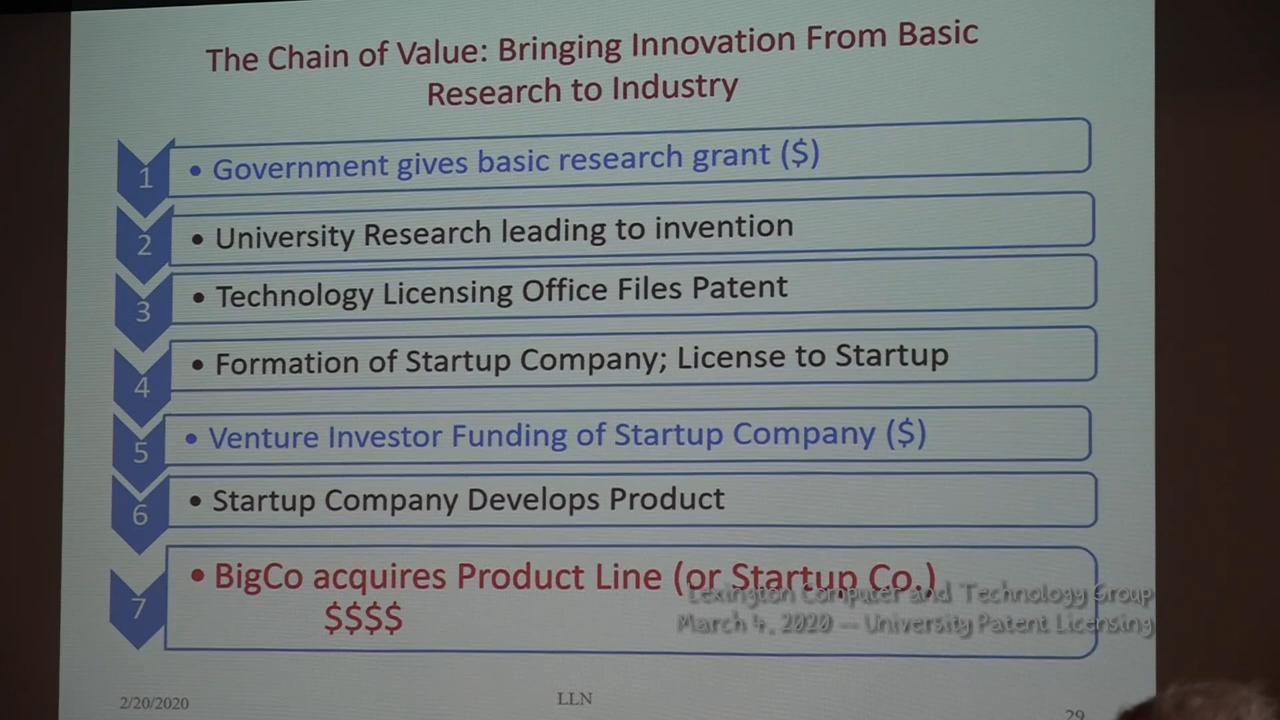 The Chain of Value: Bringing Innovation From Basic
Research to Industry
1 • Government gives basic research grant ($)
2 • University Research leading to invention
3 • Technology Licensing Office Files Patent
4 • Formation of Startup Company; License to Startup
5 • Venture Investor Funding of Startup Company ($)
6 • Startup Company Develops Product
7 • BigCo acquires Product Line (or Startup Co.)
$$$$
Lexington Computer and Technology Group
March 4, 2020 -- University Patent Licensing
2/20/2020 LLN 29